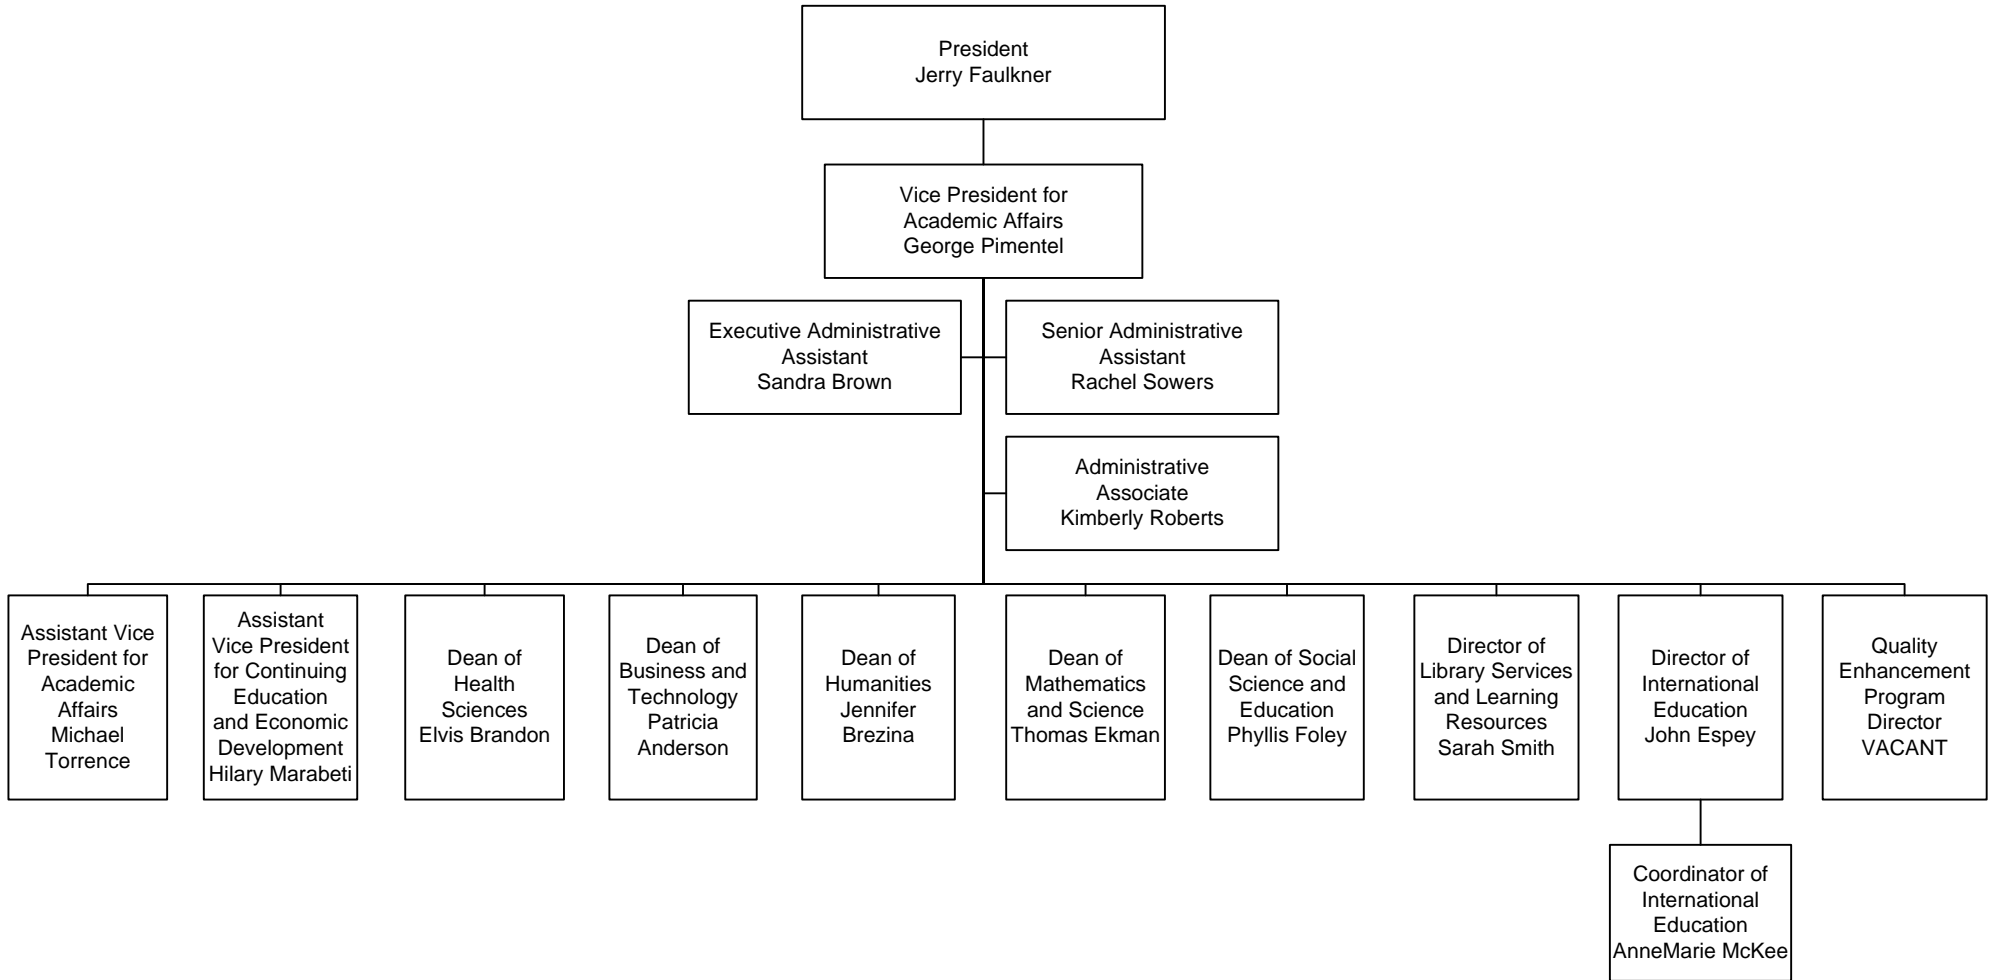 President
Jerry Faulkner
Vice President for
Academic Affairs
George Pimentel
Executive Administrative
Assistant
Sandra Brown
Senior Administrative
Assistant
Rachel Sowers
Administrative
Associate
Kimberly Roberts
Assistant Vice
President for
Academic
Affairs
Michael
Torrence
Assistant
Vice President
for Continuing
Education
and Economic
Development
Hilary Marabeti
Dean of
Health
Sciences
Elvis Brandon
Dean of
Business and
Technology
Patricia
Anderson
Dean of
Humanities
Jennifer
Brezina
Dean of
Mathematics
and Science
Thomas Ekman
Dean of Social
Science and
Education
Phyllis Foley
Director of
Library Services
and Learning
Resources
Sarah Smith
Director of
International
Education
John Espey
Quality
Enhancement
Program
Director
VACANT
Coordinator of
International
Education
AnneMarie McKee